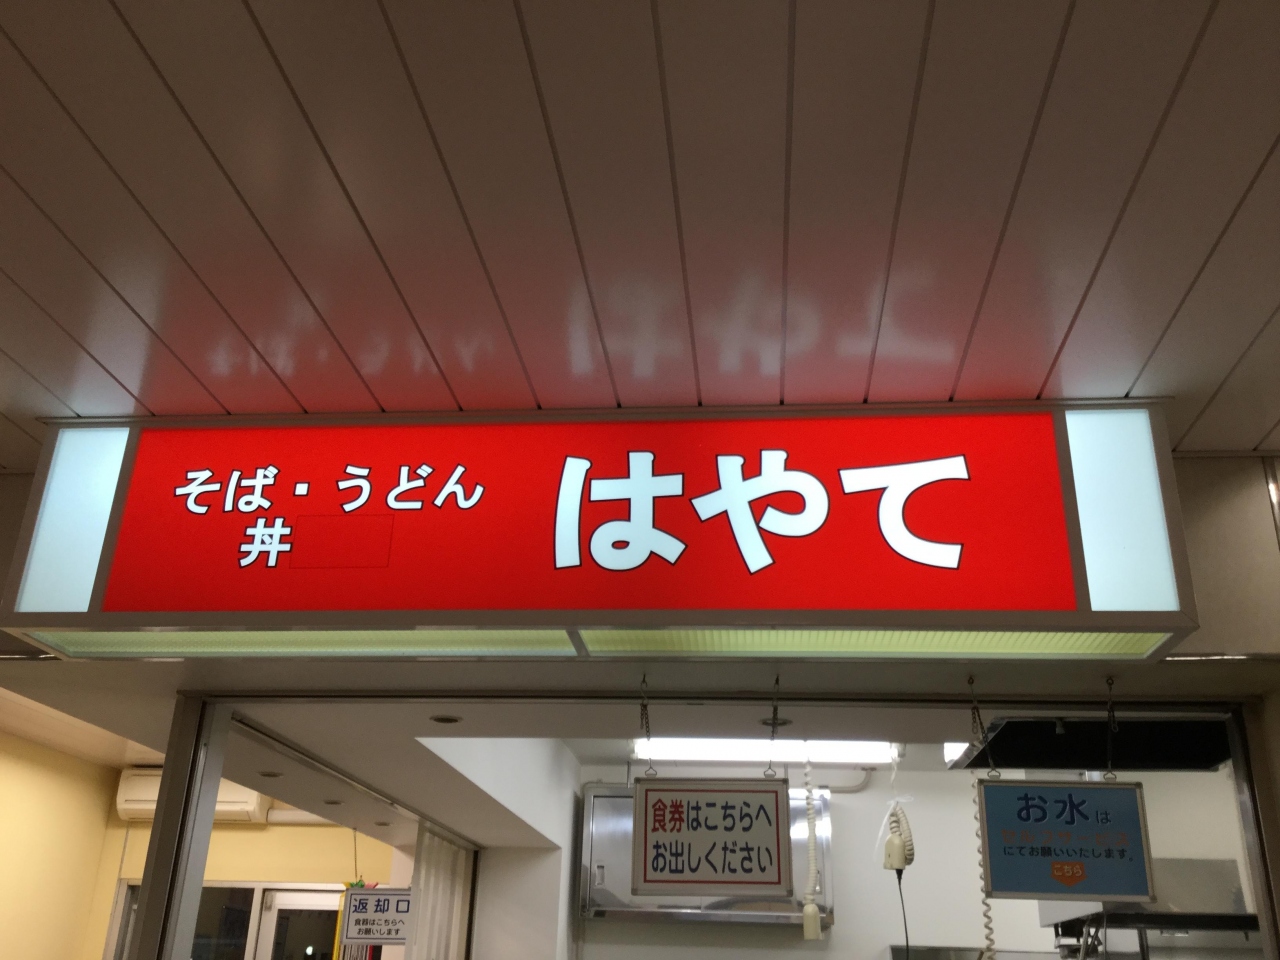 そば・うどん
丼
はやて
食券はこちらへ
お出しください
お水は
にてお願いいたします。
こちら
返却口
食器はこちらへ
お願いします